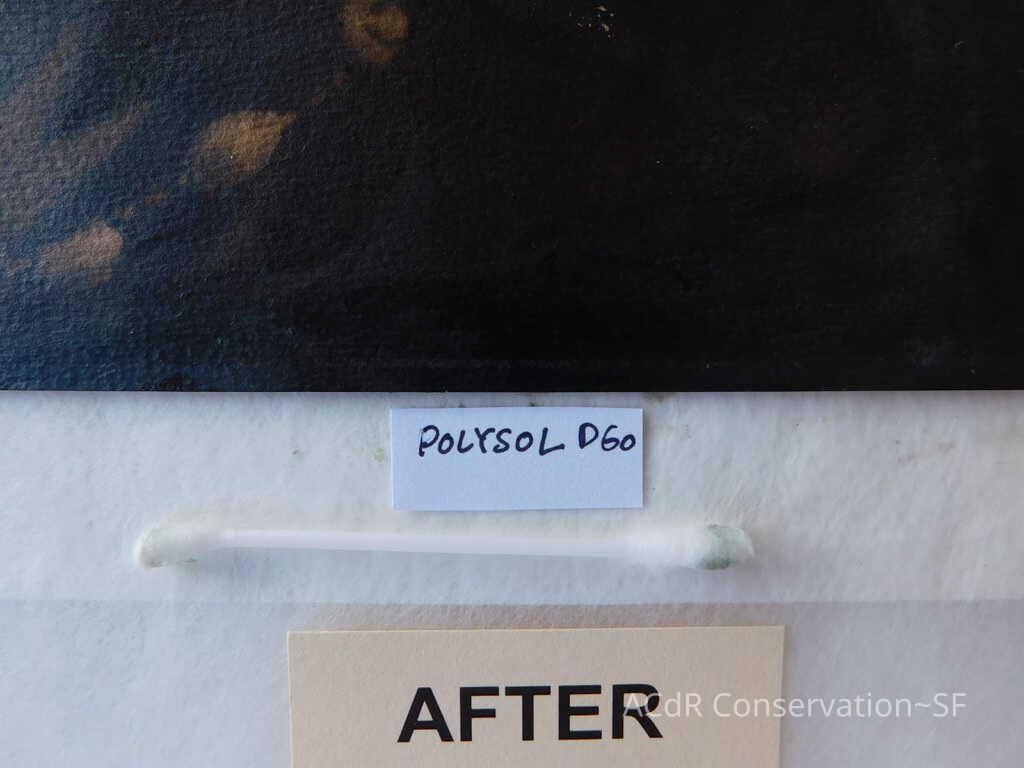 POLYSOL D60
AFTER
ACdR Conservation~SF